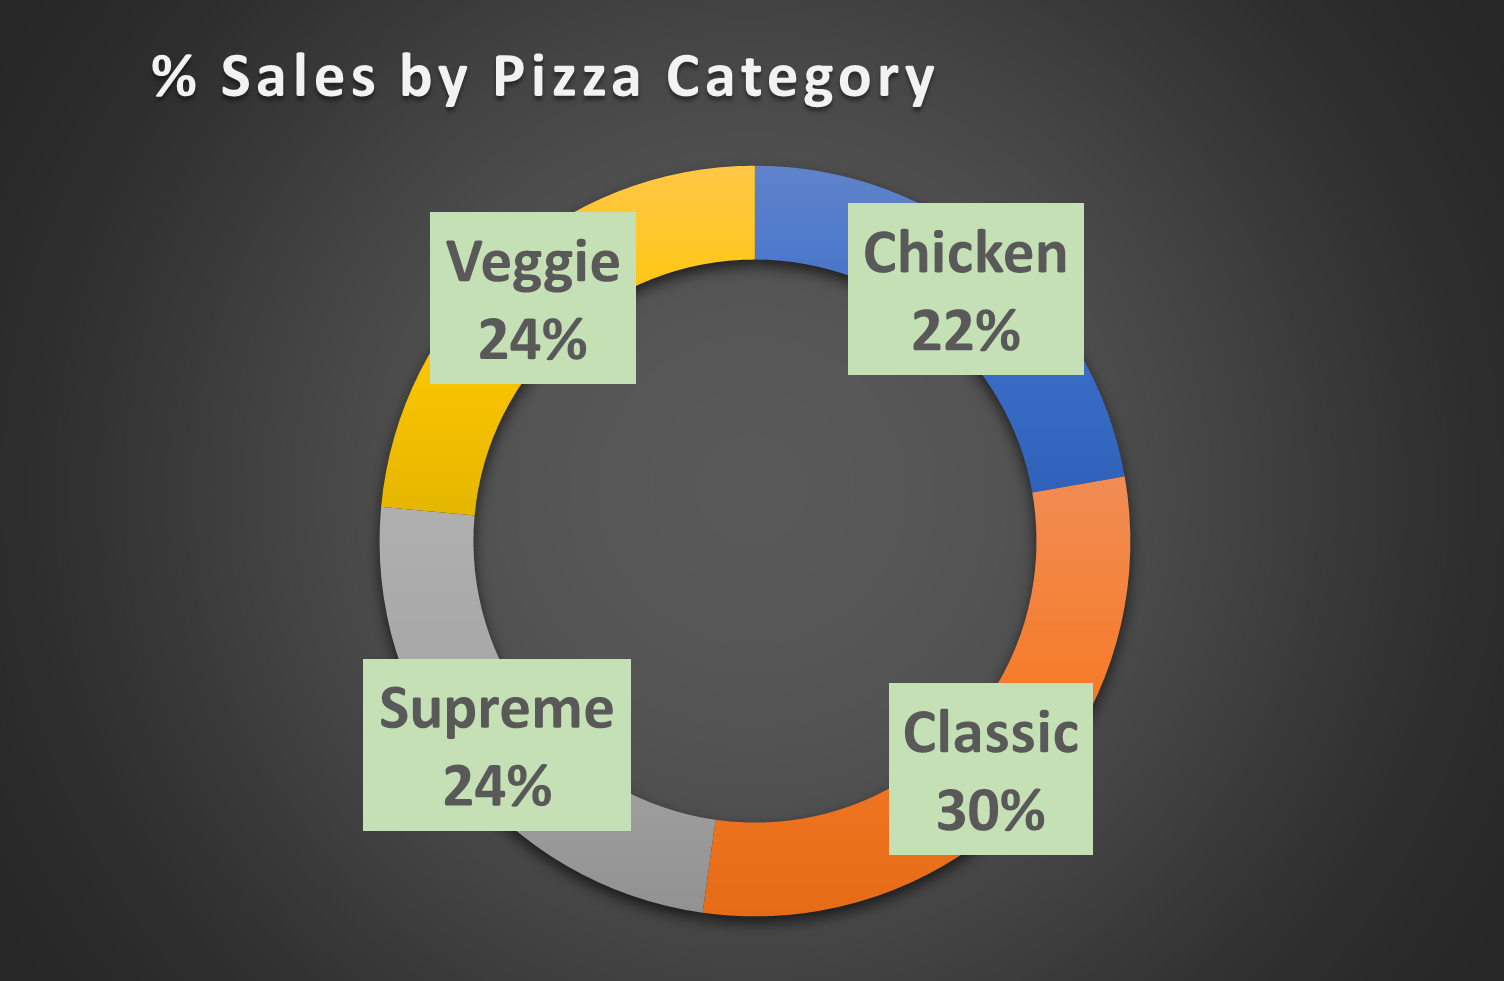 % Sales by Pizza Category
Veggie
24%
Chicken
22%
Supreme
24%
Classic
30%